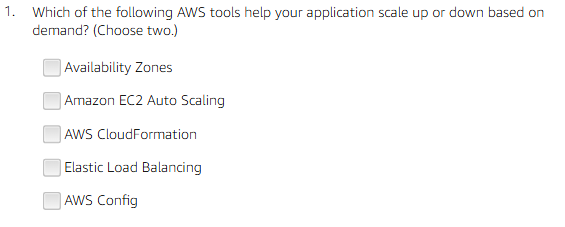 1. Which of the following AWS tools help your application scale up or down based on
demand? (Choose two.)
Availability Zones
Amazon EC2 Auto Scaling
AWS CloudFormation
Elastic Load Balancing
AWS Config